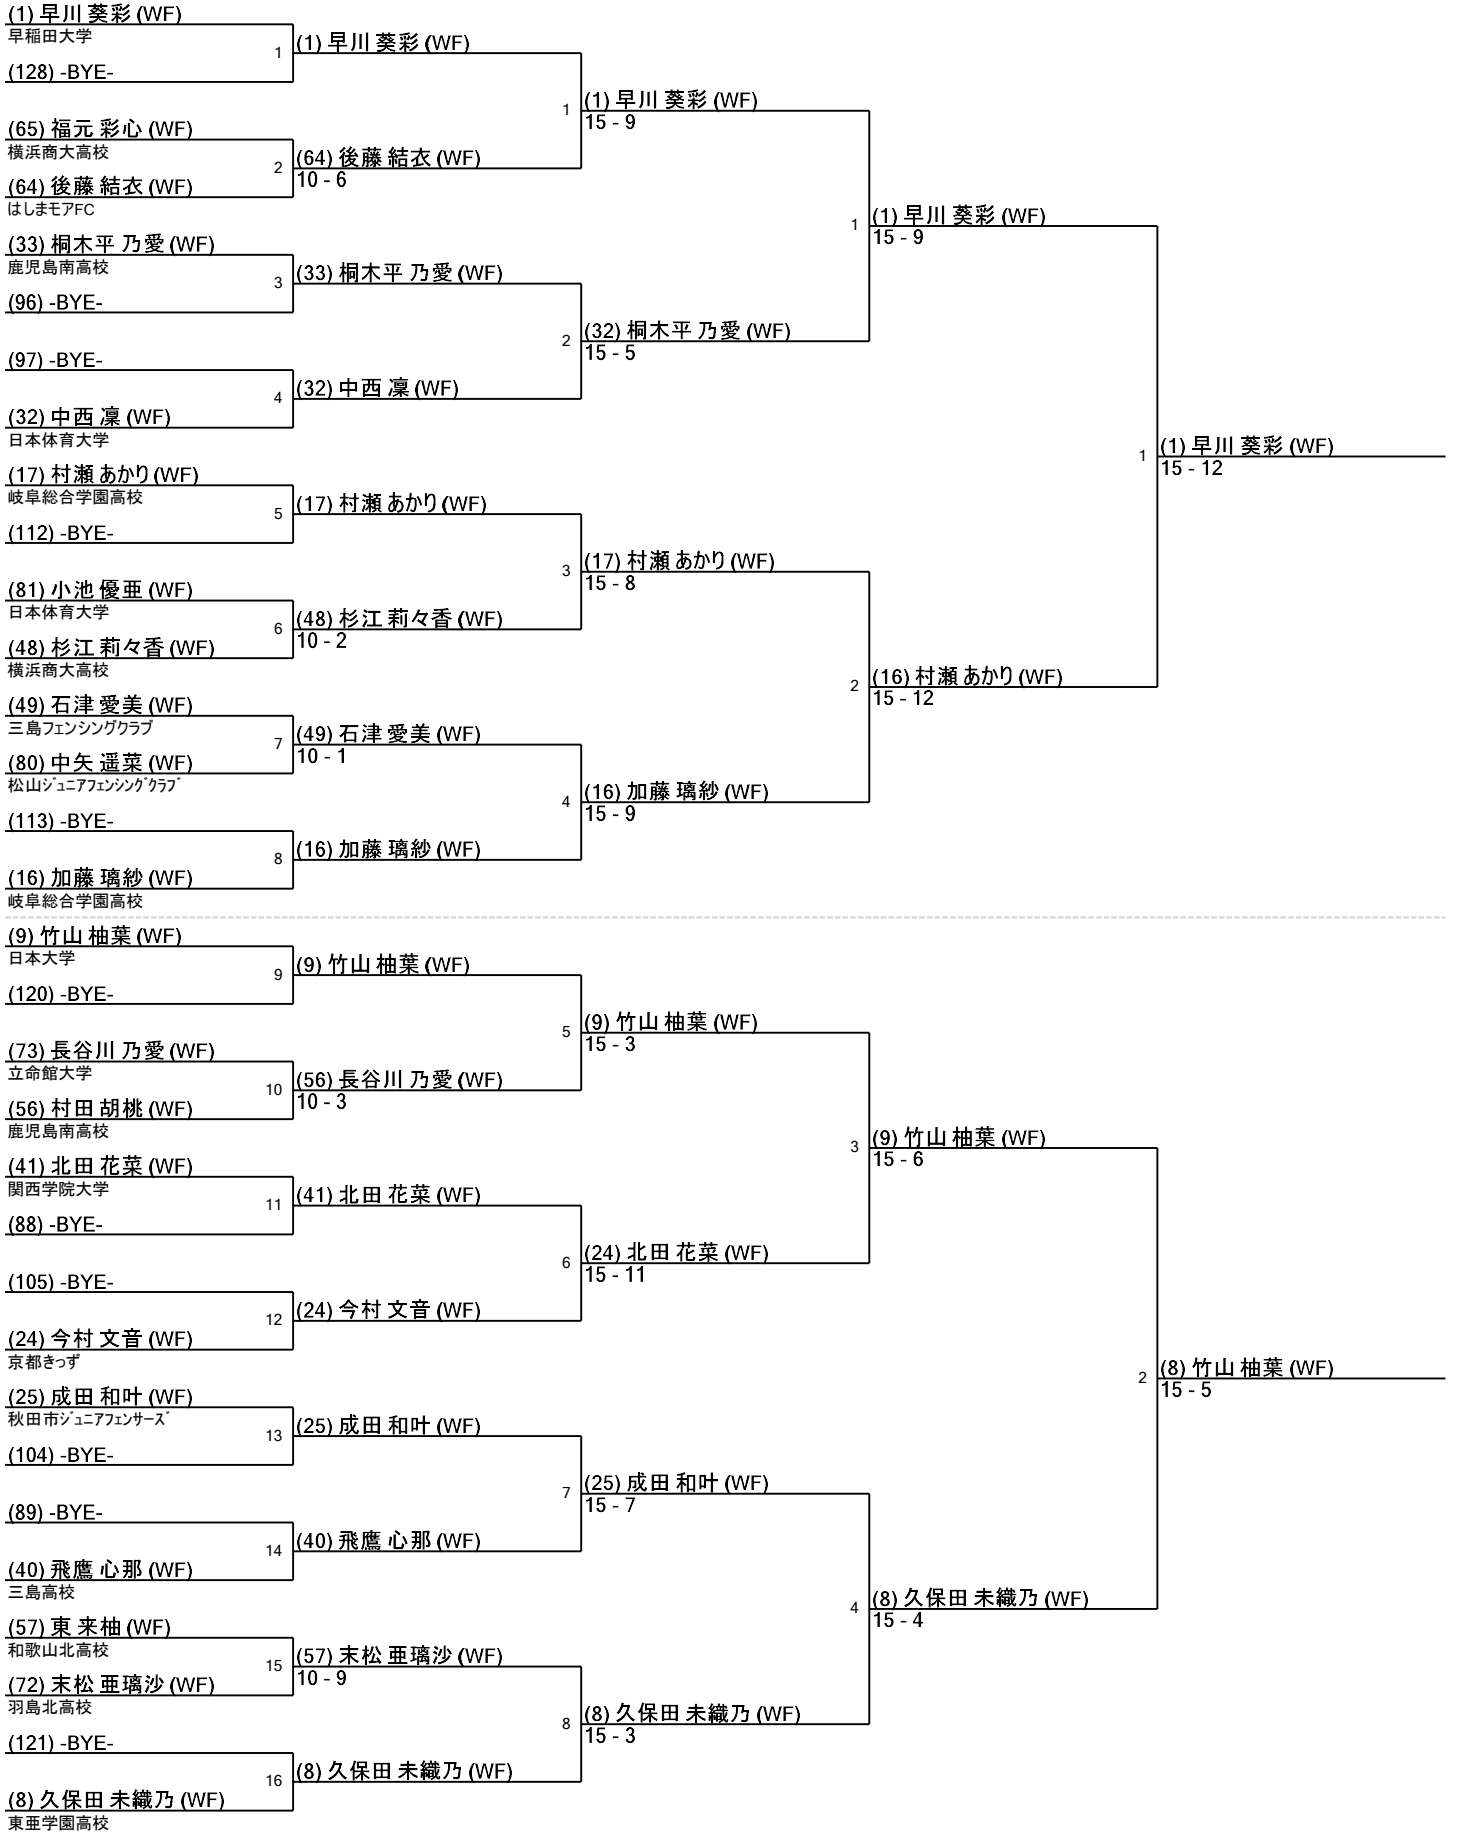 (1) 早川 葵彩 (WF)
早稲田大学
1
(128) -BYE-
(65) 福元 彩心 (WF)
横浜商大高校
2
(64) 後藤 結衣 (WF)
はしまモアFC
(33) 桐木平 乃愛 (WF)
鹿児島南高校
3
(96) -BYE-
(97) -BYE-
4
(32) 中西 凜 (WF)
日本体育大学
(17) 村瀬 あかり (WF)
岐阜総合学園高校
5
(112) -BYE-
(81) 小池 優亜 (WF)
日本体育大学
6
(48) 杉江 莉々香 (WF)
横浜商大高校
(49) 石津 愛美 (WF)
三島フェンシングクラブ
7
(80) 中矢 遥菜 (WF)
松山ｼﾞｭﾆｱﾌｪﾝｼﾝｸﾞｸﾗﾌﾞ
(113) -BYE-
8
(16) 加藤 璃紗 (WF)
岐阜総合学園高校
(1) 早川 葵彩 (WF)
1
(64) 後藤 結衣 (WF)
10 - 6
(33) 桐木平 乃愛 (WF)
2
(32) 中西 凜 (WF)
(17) 村瀬 あかり (WF)
3
(48) 杉江 莉々香 (WF)
10 - 2
(49) 石津 愛美 (WF)
10 - 1
4
(16) 加藤 璃紗 (WF)
(1) 早川 葵彩 (WF)
15 - 9
1
(32) 桐木平 乃愛 (WF)
15 - 5
(17) 村瀬 あかり (WF)
15 - 8
2
(16) 加藤 璃紗 (WF)
15 - 9
(1) 早川 葵彩 (WF)
15 - 9
1
(16) 村瀬 あかり (WF)
15 - 12
(1) 早川 葵彩 (WF)
15 - 12
(9) 竹山 柚葉 (WF)
日本大学
9
(120) -BYE-
(73) 長谷川 乃愛 (WF)
立命館大学
10
(56) 村田 胡桃 (WF)
鹿児島南高校
(41) 北田 花菜 (WF)
関西学院大学
11
(88) -BYE-
(105) -BYE-
12
(24) 今村 文音 (WF)
京都きっず
(25) 成田 和叶 (WF)
秋田市ｼﾞｭﾆｱﾌｪﾝｻｰｽﾞ
13
(104) -BYE-
(89) -BYE-
14
(40) 飛鷹 心那 (WF)
三島高校
(57) 東 来柚 (WF)
和歌山北高校
15
(72) 末松 亜璃沙 (WF)
羽島北高校
(121) -BYE-
16
(8) 久保田 未織乃 (WF)
東亜学園高校
(9) 竹山 柚葉 (WF)
5
(56) 長谷川 乃愛 (WF)
10 - 3
(41) 北田 花菜 (WF)
6
(24) 今村 文音 (WF)
(25) 成田 和叶 (WF)
7
(40) 飛鷹 心那 (WF)
(57) 末松 亜璃沙 (WF)
10 - 9
8
(8) 久保田 未織乃 (WF)
(9) 竹山 柚葉 (WF)
15 - 3
3
(24) 北田 花菜 (WF)
15 - 11
(25) 成田 和叶 (WF)
15 - 7
4
(8) 久保田 未織乃 (WF)
15 - 3
(9) 竹山 柚葉 (WF)
15 - 6
2
(8) 久保田 未織乃 (WF)
15 - 4
(8) 竹山 柚葉 (WF)
15 - 5